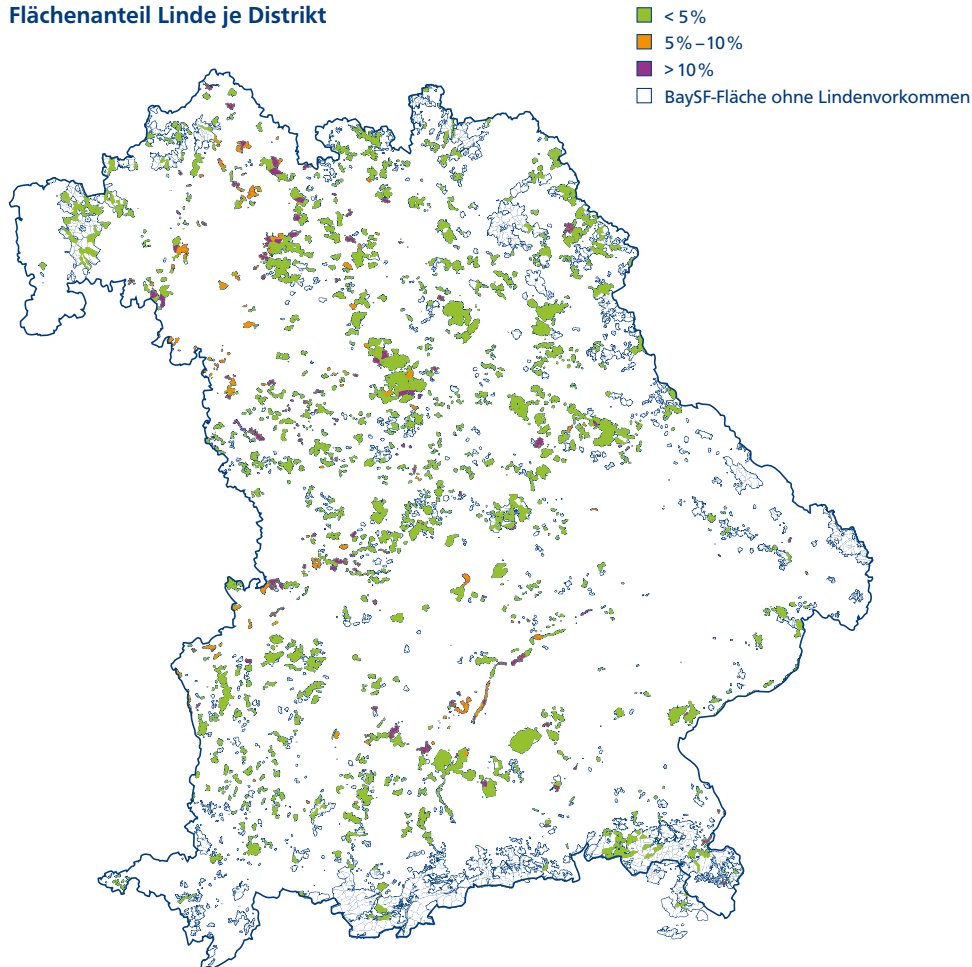 Flächenanteil Linde je Distrikt
< 5 %
5 % – 10 %
> 10 %
BaySF-Fläche ohne Lindenvorkommen